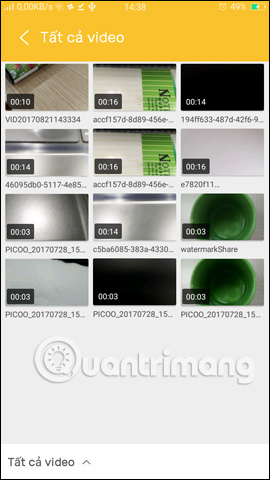 0,00K/s 14:38 49%
Tất cả video
00:10 00:16 00:14
VID20170821143334 accf157d-8d89-456e-... 194ff633-487d-42f6-9...
00:14 00:16 00:16
46095db0-5117-4e85... accf157d-8d89-456e-... e7820f11...
00:03 00:14 00:03
PICOO_20170728_15... c5ba6085-383a-4330... watermarkShare
00:03 00:03 00:03
PICOO_20170728_15... PICOO_20170728_15... PICOO_20170728_15...
Quantrimang
Tất cả video